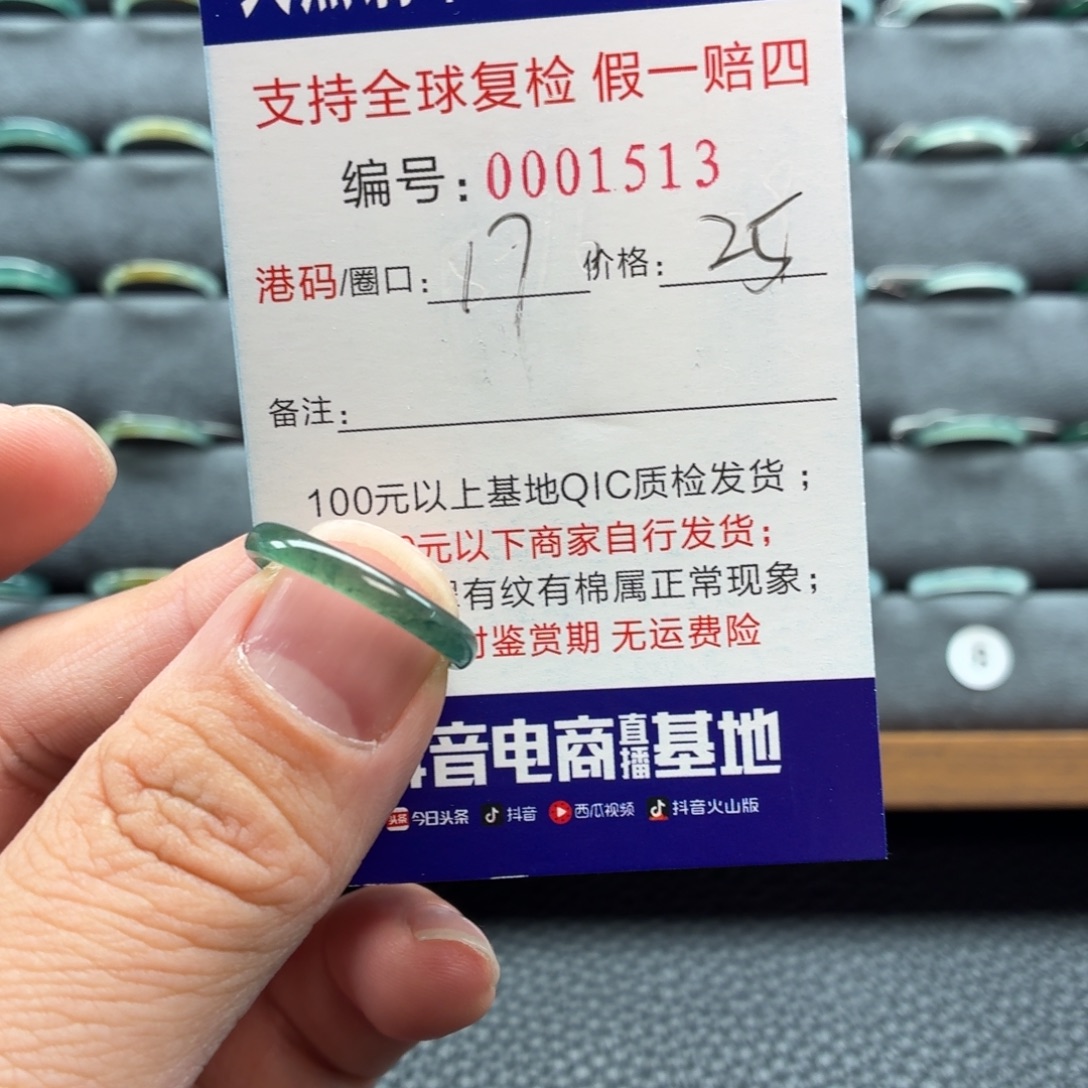 支持全球复检 假一赔四
编号：0001513
港码/圈口：17 价格：25
备注：
100元以上基地QIC质检发货；
元以下商家自行发货；
有纹有棉属正常现象；
鉴赏期 无运费险
音电商直播基地
头条 今日头条 抖音 西瓜视频 抖音火山版